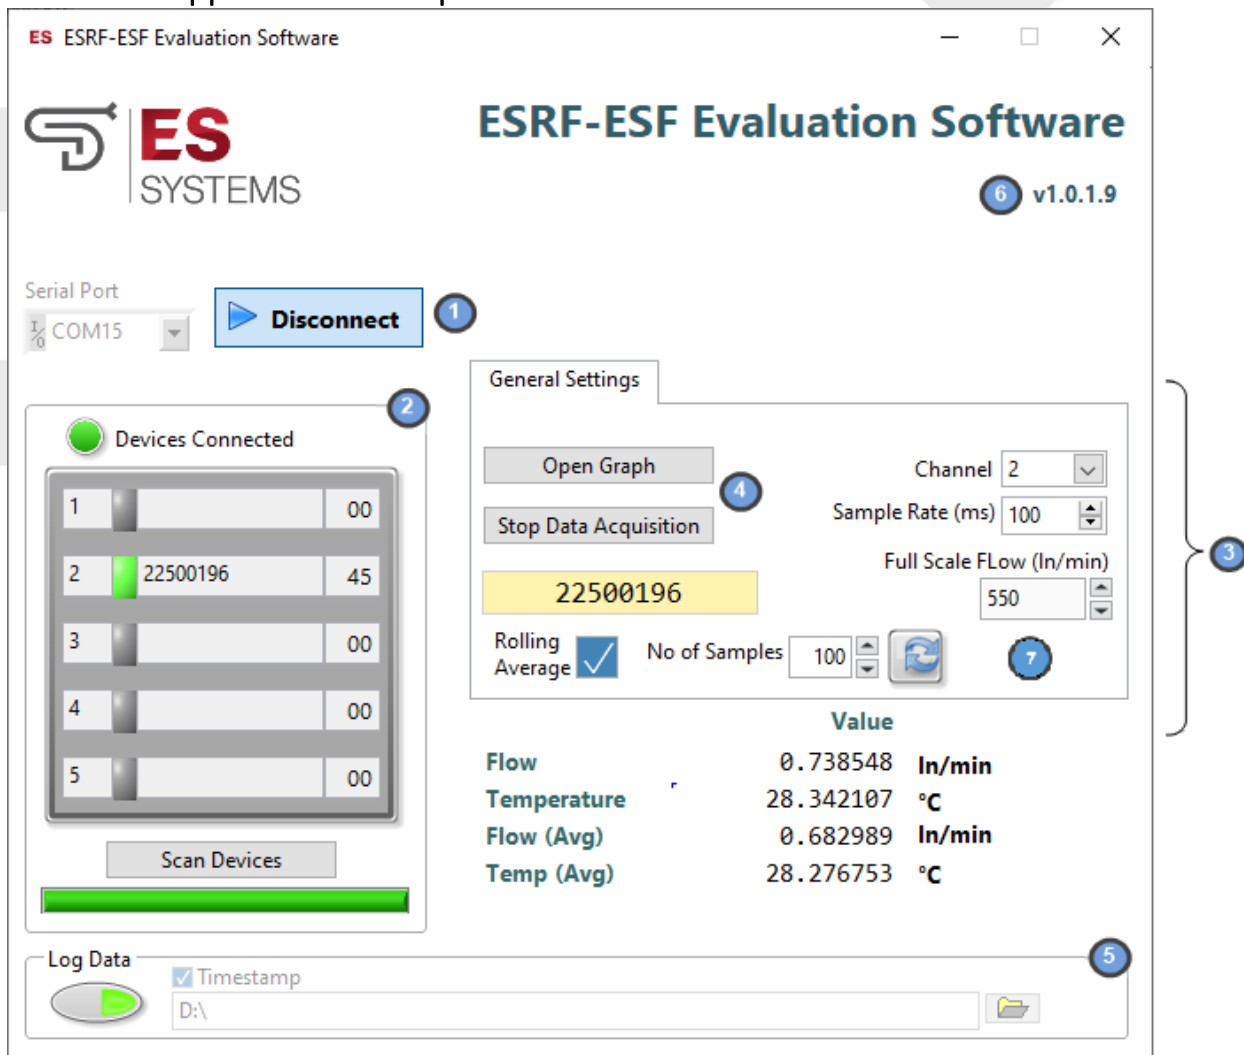 ES ESRF-ESF Evaluation Software
ES
SYSTEMS
ESRF-ESF Evaluation Software
6 v1.0.1.9
Serial Port
I/O COM15
Disconnect 1
General Settings
2
Devices Connected
1 00
2 22500196 45
3 00
4 00
5 00
Scan Devices
Open Graph
4
Stop Data Acquisition
Channel 2
Sample Rate (ms) 100
Full Scale FLow (ln/min)
550
22500196
Rolling
Average
No of Samples 100
7
3
Value
Flow 0.738548 ln/min
Temperature 28.342107 °C
Flow (Avg) 0.682989 ln/min
Temp (Avg) 28.276753 °C
Log Data
5
Timestamp
D:\